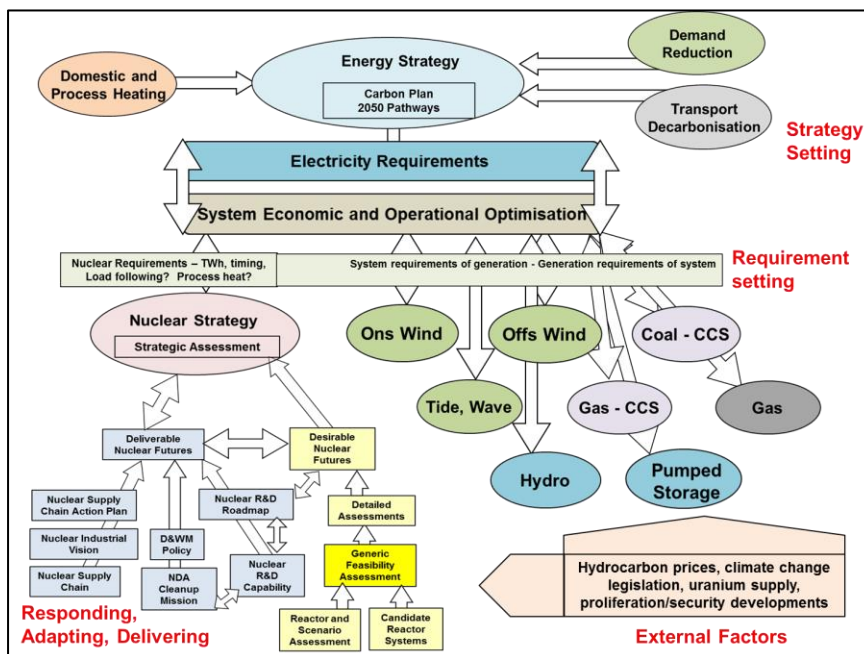 Demand
Reduction
Energy Strategy
Domestic and
Process Heating
Carbon Plan
2050 Pathways
Transport
Decarbonisation
Strategy
Setting
Electricity Requirements
System Economic and Operational Optimisation
Nuclear Requirements – TWh, timing,
Load following?   Process heat?
System requirements of generation - Generation requirements of system
Requirement
setting
Nuclear Strategy
Strategic Assessment
Ons Wind
Offs Wind
Coal - CCS
Tide, Wave
Gas - CCS
Gas
Deliverable
Nuclear Futures
Desirable
Nuclear
Futures
Hydro
Pumped
Storage
Nuclear Supply
Chain Action Plan
Nuclear R&D
Roadmap
Detailed
Assessments
Nuclear Industrial
Vision
D&WM
Policy
Generic
Feasibility
Assessment
Nuclear Supply
Chain
NDA
Cleanup
Mission
Nuclear
R&D
Capability
Hydrocarbon prices, climate change
legislation, uranium supply,
proliferation/security developments
Responding,
Adapting, Delivering
Reactor and
Scenario
Assessment
Candidate
Reactor
Systems
External Factors